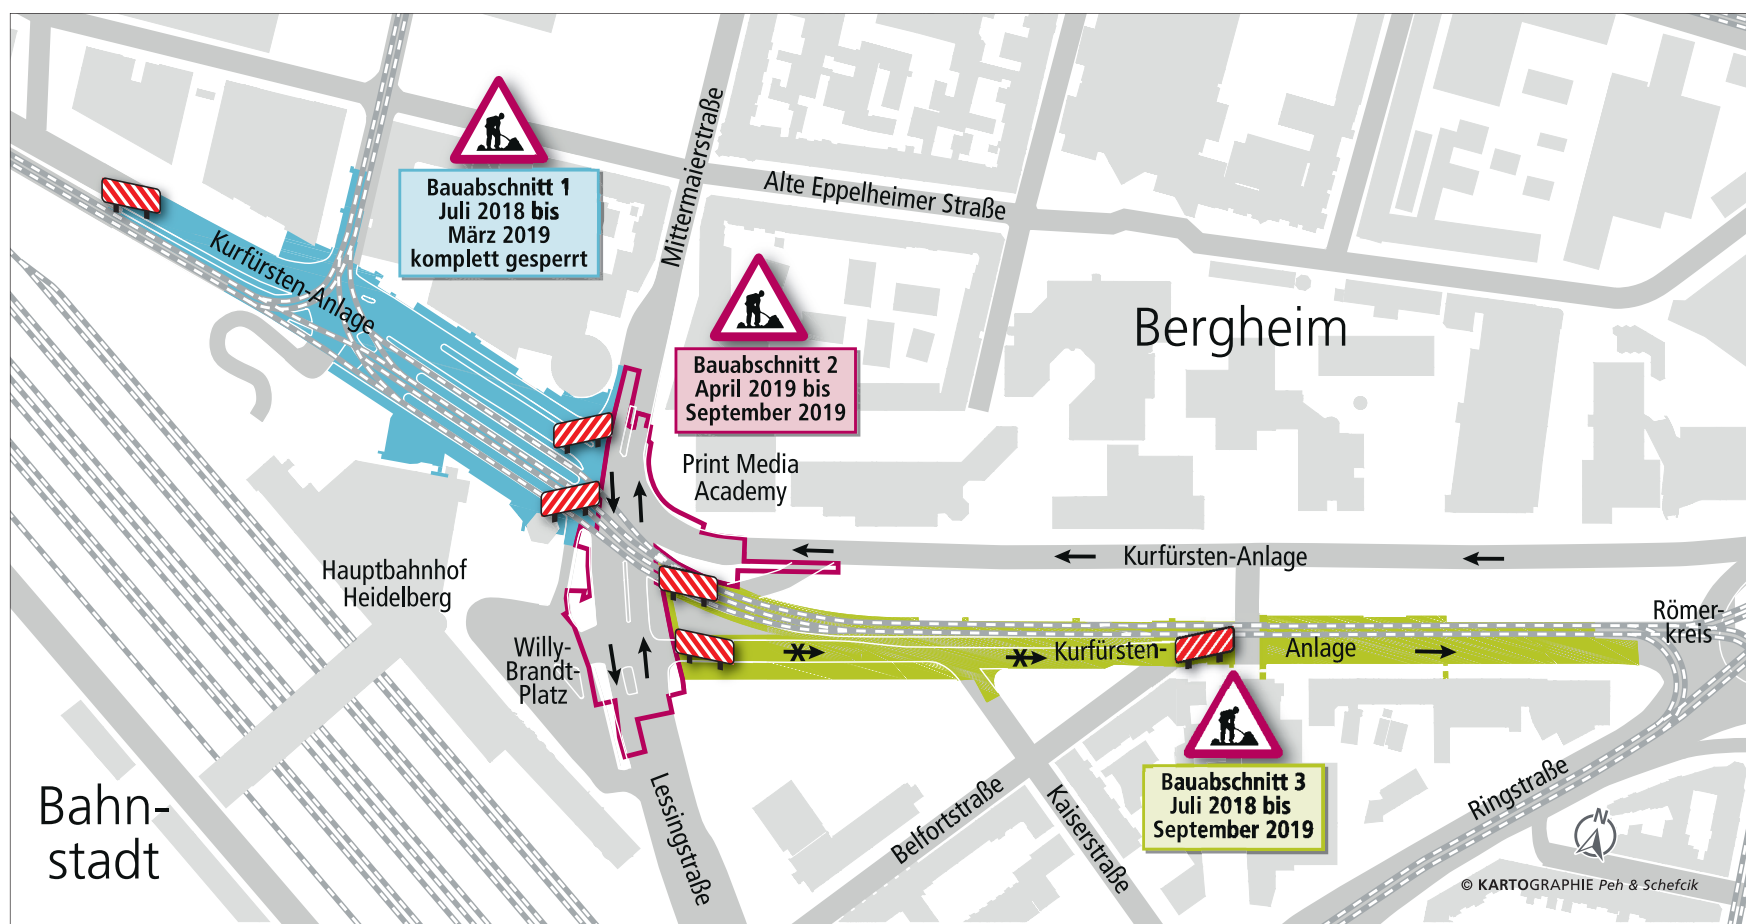 Bauabschnitt 1
Juli 2018 bis
März 2019
komplett gesperrt
Mittermaierstraße
Alte Eppelheimer Straße
Kurfürsten-Anlage
Bauabschnitt 2
April 2019 bis
September 2019
Bergheim
Print Media
Academy
Kurfürsten-Anlage
Hauptbahnhof
Heidelberg
Römer-
kreis
Willy-
Brandt-
Platz
Kurfürsten-
Anlage
Bauabschnitt 3
Juli 2018 bis
September 2019
Bahn-
stadt
Lessingstraße
Belfortstraße
Kaiserstraße
Ringstraße
N
© KARTOGRAPHIE Peh & Schefcik